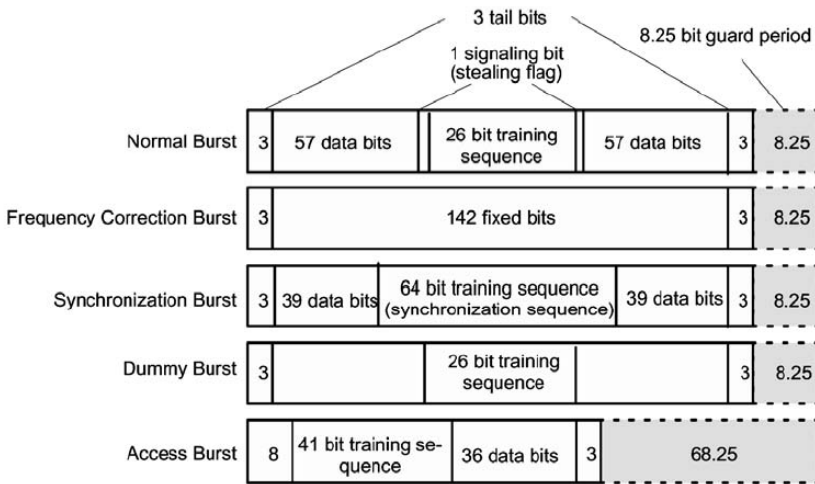 3 tail bits
8.25 bit guard period
1 signaling bit
(stealing flag)
Normal Burst
3
57 data bits
26 bit training
sequence
57 data bits
3
8.25
Frequency Correction Burst
3
142 fixed bits
3
8.25
Synchronization Burst
3
39 data bits
64 bit training sequence
(synchronization sequence)
39 data bits
3
8.25
Dummy Burst
3
26 bit training
sequence
3
8.25
Access Burst
8
41 bit training se-
quence
36 data bits
3
68.25